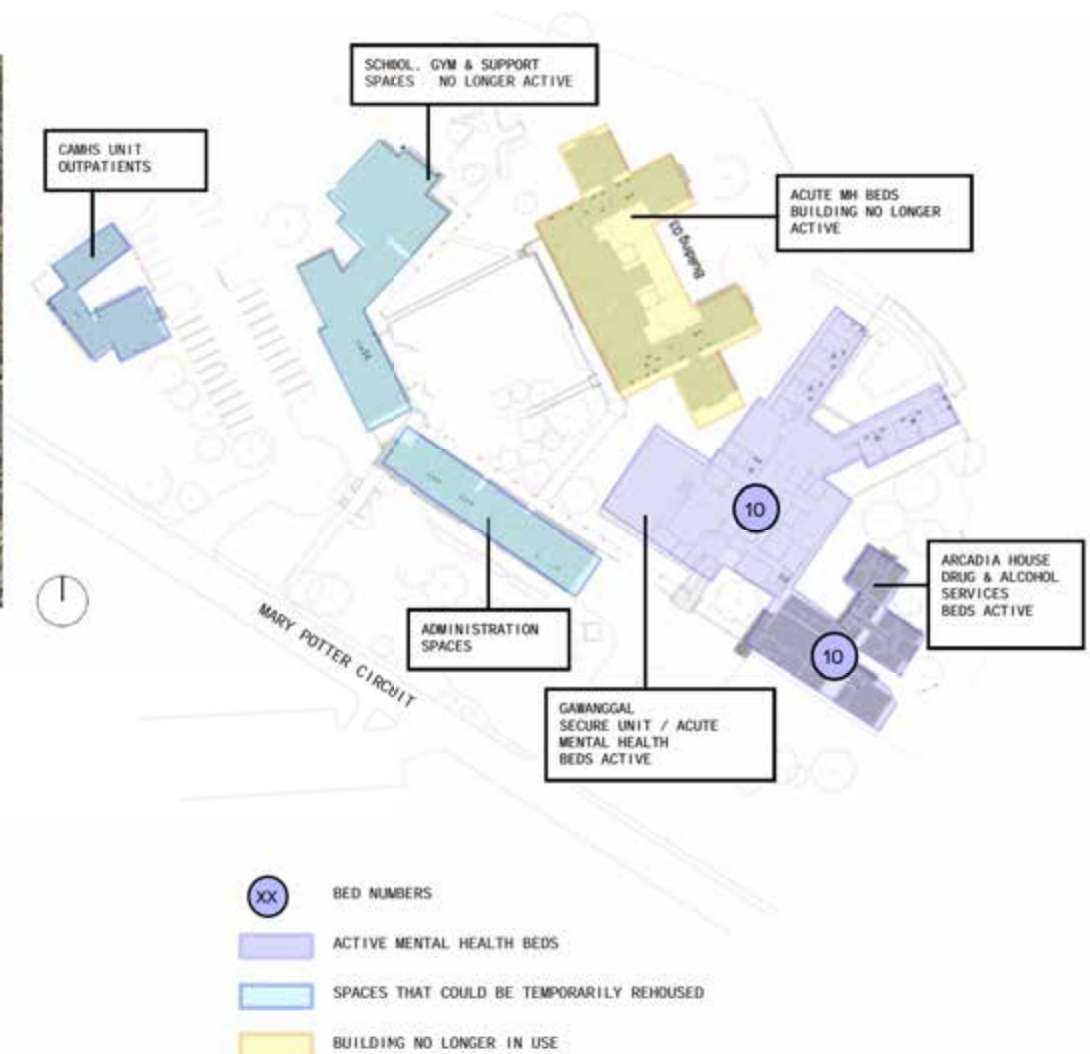 SCHOOL, GYM & SUPPORT
SPACES NO LONGER ACTIVE
CAMHS UNIT
OUTPATIENTS
ACUTE MH BEDS
BUILDING NO LONGER
ACTIVE
Building 03
10
ARCADIA HOUSE
DRUG & ALCOHOL
SERVICES
BEDS ACTIVE
10
ADMINISTRATION
SPACES
MARY POTTER CIRCUIT
GAWANGGAL
SECURE UNIT / ACUTE
MENTAL HEALTH
BEDS ACTIVE
XX BED NUMBERS
ACTIVE MENTAL HEALTH BEDS
SPACES THAT COULD BE TEMPORARILY REHOUSED
BUILDING NO LONGER IN USE